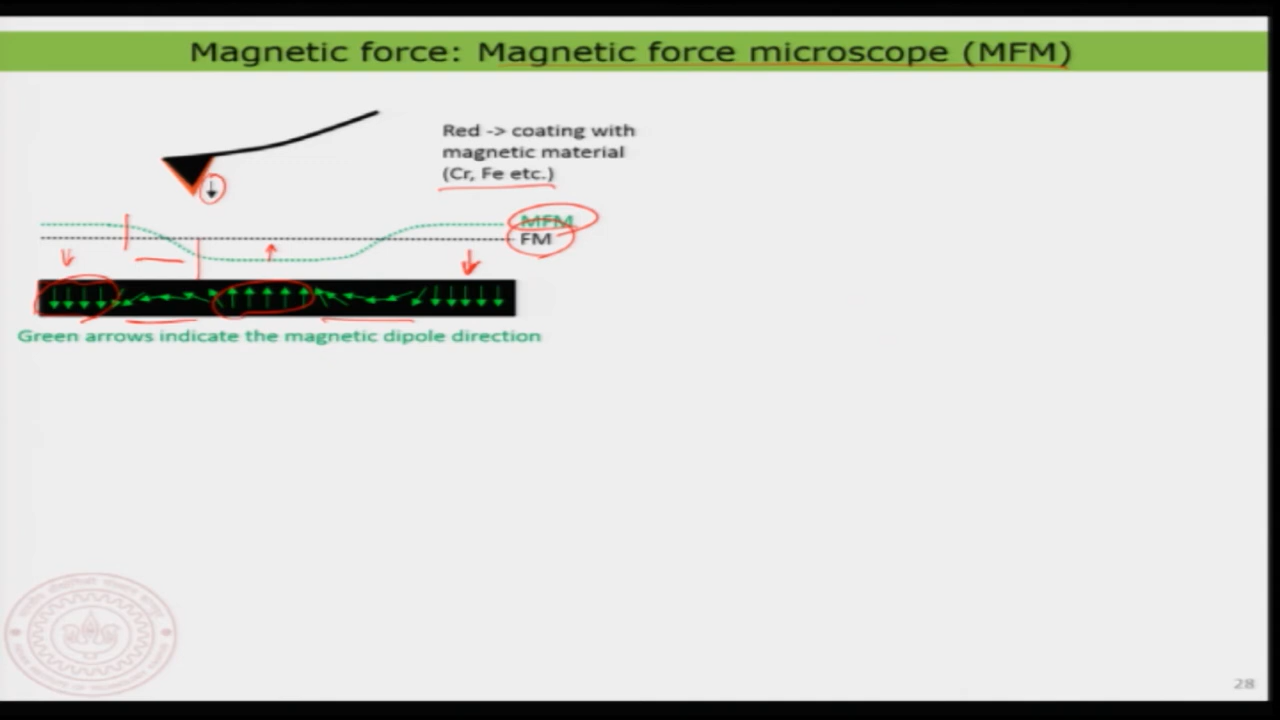 Magnetic force: Magnetic force microscope (MFM)
Red -> coating with
magnetic material
(Cr, Fe etc.)
MFM
FM
Green arrows indicate the magnetic dipole direction
28